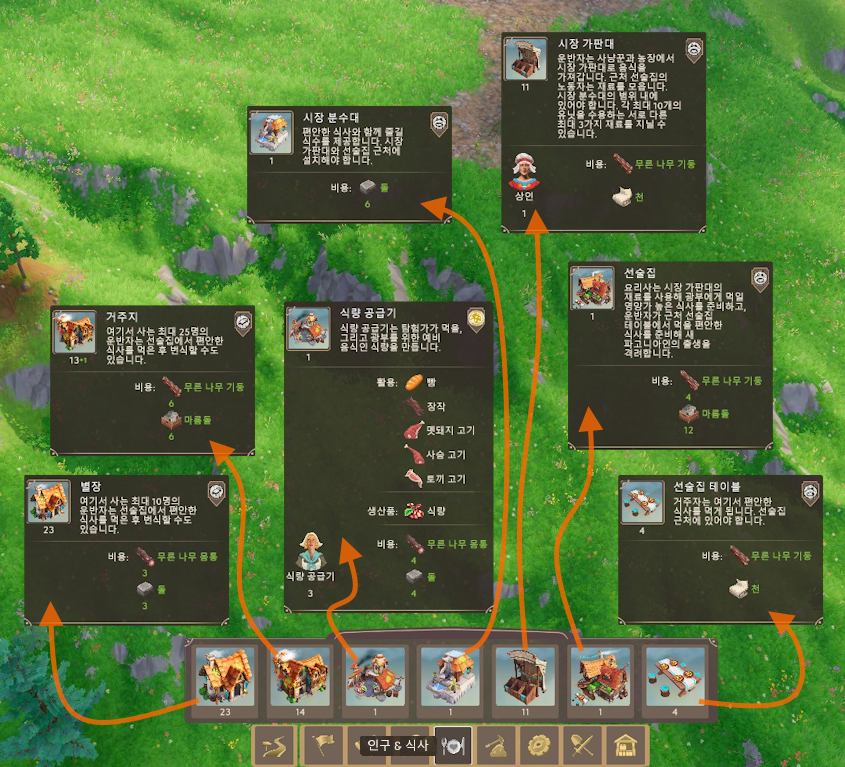 시장 가판대
운반자는 사냥꾼과 농장에서
시장 가판대로 음식을
가져갑니다. 근처 선술집의
노동자는 재료를 모읍니다.
시장 분수대의 범위 내에
있어야 합니다. 각 최대 10개의
유닛을 수용하는 서로 다른
최대 3가지 재료를 지닐 수
있습니다.
11
비용: 무른 나무 기둥
천
상인
1
시장 분수대
편안한 식사와 함께 즐길
식수를 제공합니다. 시장
가판대와 선술집 근처에
설치해야 합니다.
1
비용: 돌
6
선술집
요리사는 시장 가판대의
재료를 사용해 광부에게 먹일
영양가 높은 식사를 준비하고,
운반자가 근처 선술집
테이블에서 먹을 편안한
식사를 준비해 새
파그니아인의 출생을
격려합니다.
1
비용: 무른 나무 기둥
4
마름돌
12
거주지
여기서 사는 최대 25명의
운반자는 선술집에서 편안한
식사를 먹은 후 번식할 수도
있습니다.
13+1
비용: 무른 나무 기둥
6
마름돌
6
식량 공급기
식량 공급기는 탐험가가 먹을,
그리고 광부를 위한 예비
음식인 식량을 만듭니다.
1
활용: 빵
장작
멧돼지 고기
사슴 고기
토끼 고기
생산품: 식량
비용: 무른 나무 몸통
4
돌
4
식량 공급기
3
별장
여기서 사는 최대 10명의
운반자는 선술집에서 편안한
식사를 먹은 후 번식할 수도
있습니다.
23
비용: 무른 나무 몸통
3
돌
3
선술집 테이블
거주자는 여기서 편안한
식사를 먹게 됩니다. 선술집
근처에 있어야 합니다.
4
비용: 무른 나무 기둥
천
23 14 1 1 11 1 4
인구 & 식사